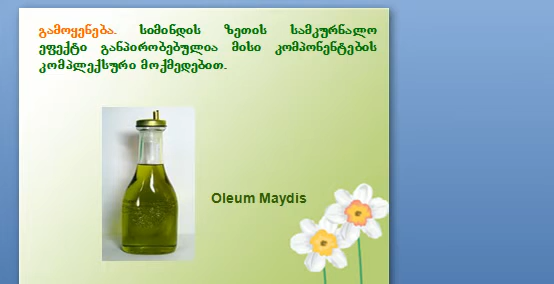 გამოყენება. სიმინდის ზეთის სამკურნალო
ეფექტი განპირობებულია მისი კომპონენტების
კომპლექსური მოქმედებით.
Oleum Maydis